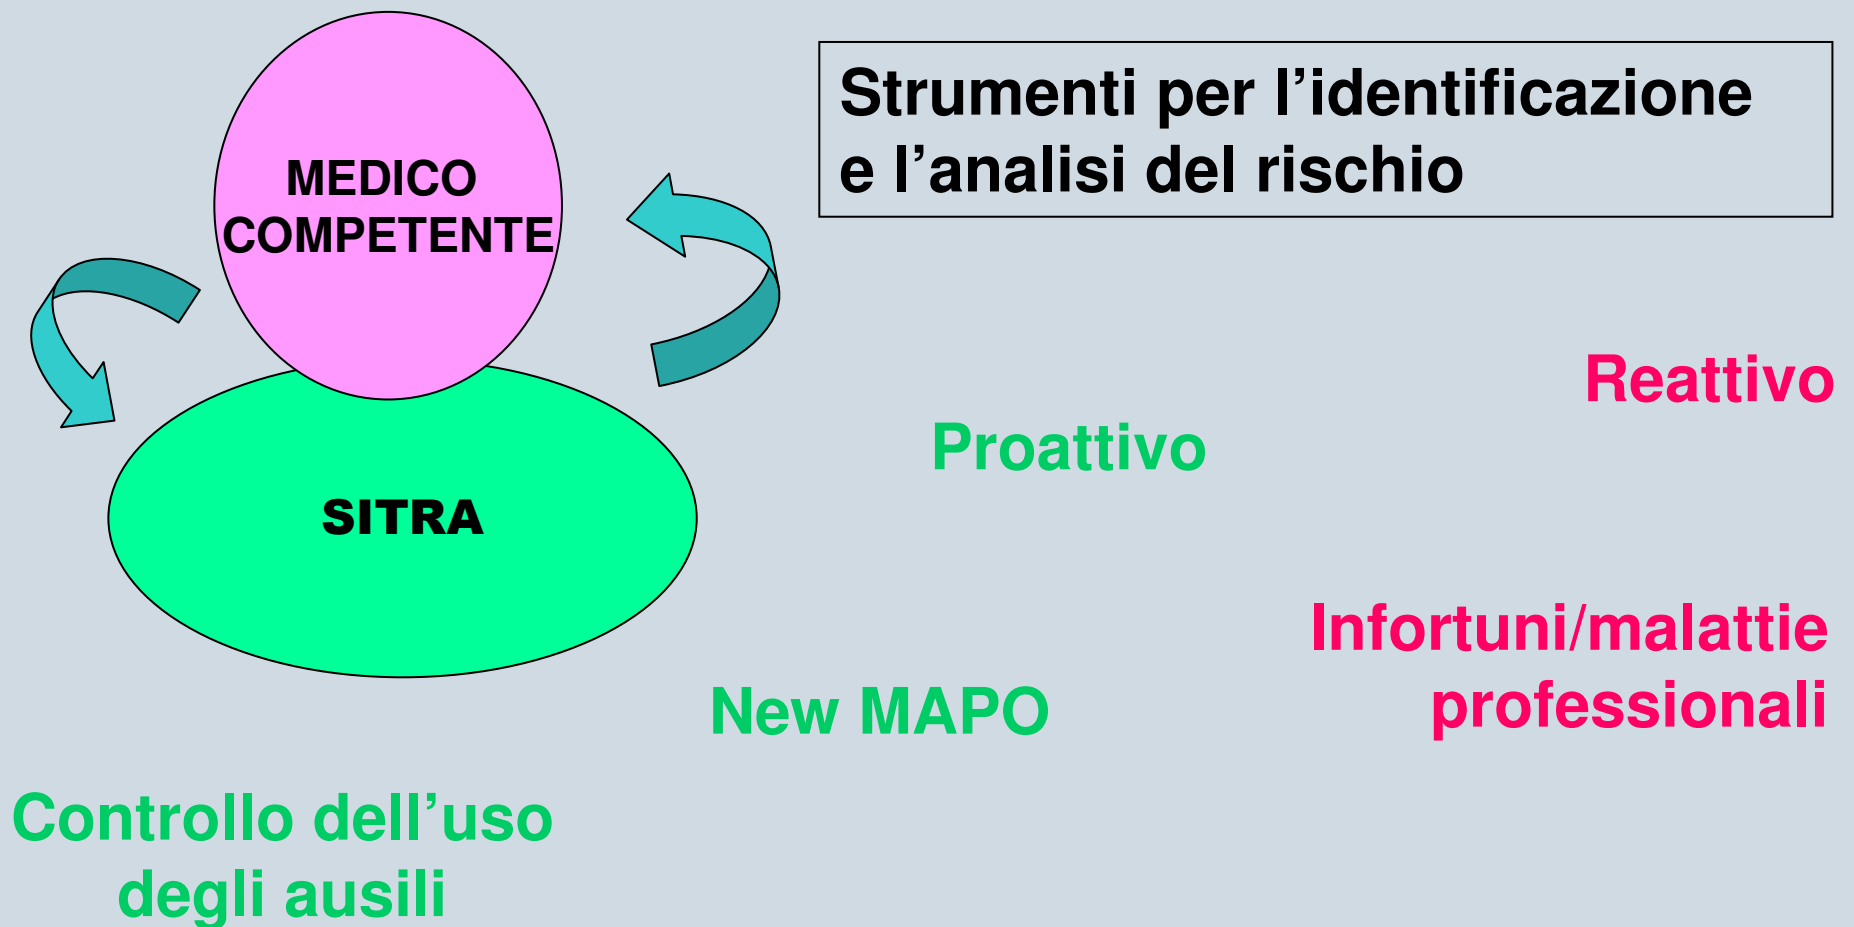 Strumenti per l’identificazione
e l’analisi del rischio
MEDICO
COMPETENTE
SITRA
Reattivo
Proattivo
Infortuni/malattie
professionali
New MAPO
Controllo dell’uso
degli ausili